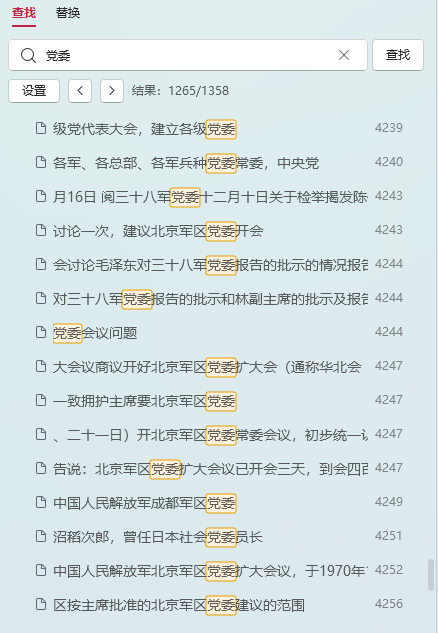 查找 替换
党委 查找
设置 结果：1265/1358
级党代表大会，建立各级党委 4239
各军、各总部、各军兵种党委常委，中央党 4240
月16日 阅三十八军党委十二月十日关于检举揭发陈 4243
讨论一次，建议北京军区党委开会 4243
会讨论毛泽东对三十八军党委报告的批示的情况报告 4244
对三十八军党委报告的批示和林副主席的批示及报告 4244
党委会议问题 4244
大会议商议开好北京军区党委扩大会（通称华北会 4247
一致拥护主席要北京军区党委 4247
、二十一日）开北京军区党委常委会议，初步统一认 4247
告说：北京军区党委扩大会议已开会三天，到会四百 4247
中国人民解放军成都军区党委 4249
沼稻次郎，曾任日本社会党委员长 4251
中国人民解放军北京军区党委扩大会议，于1970年 4252
区按主席批准的北京军区党委建议的范围 4256